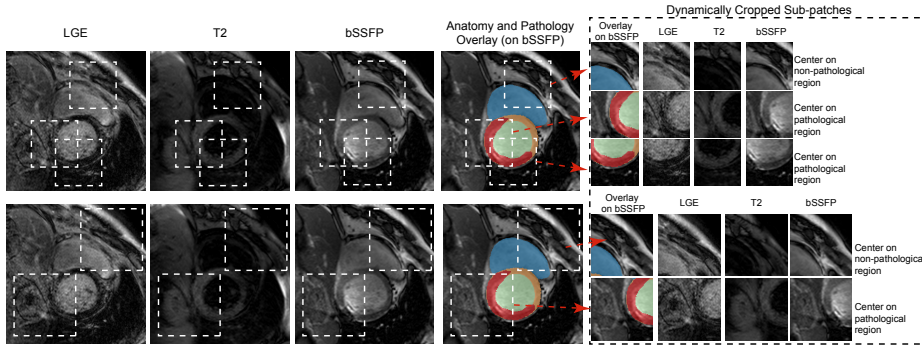 Dynamically Cropped Sub-patches
LGE
T2
bSSFP
Anatomy and Pathology
Overlay (on bSSFP)
Overlay
on bSSFP
LGE
T2
bSSFP
Center on
non-pathological
region
Center on
pathological
region
Center on
pathological
region
Overlay
on bSSFP
LGE
T2
bSSFP
Center on
non-pathological
region
Center on
pathological
region